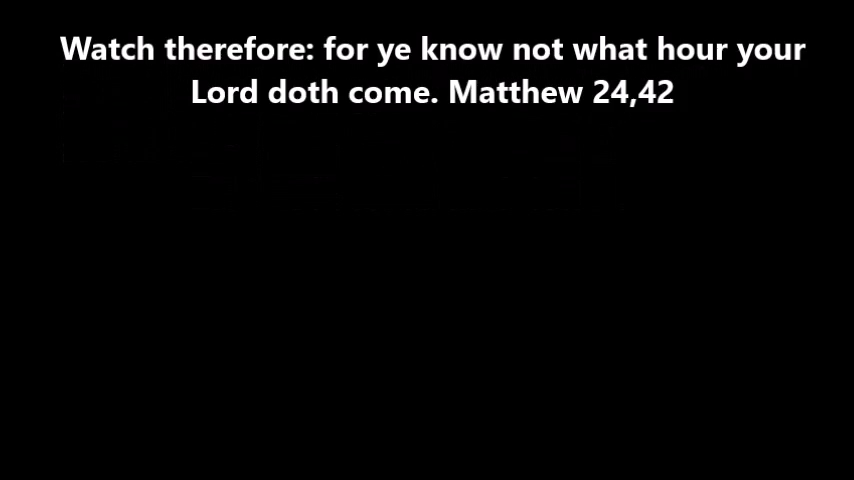 Watch therefore: for ye know not what hour your
Lord doth come. Matthew 24,42